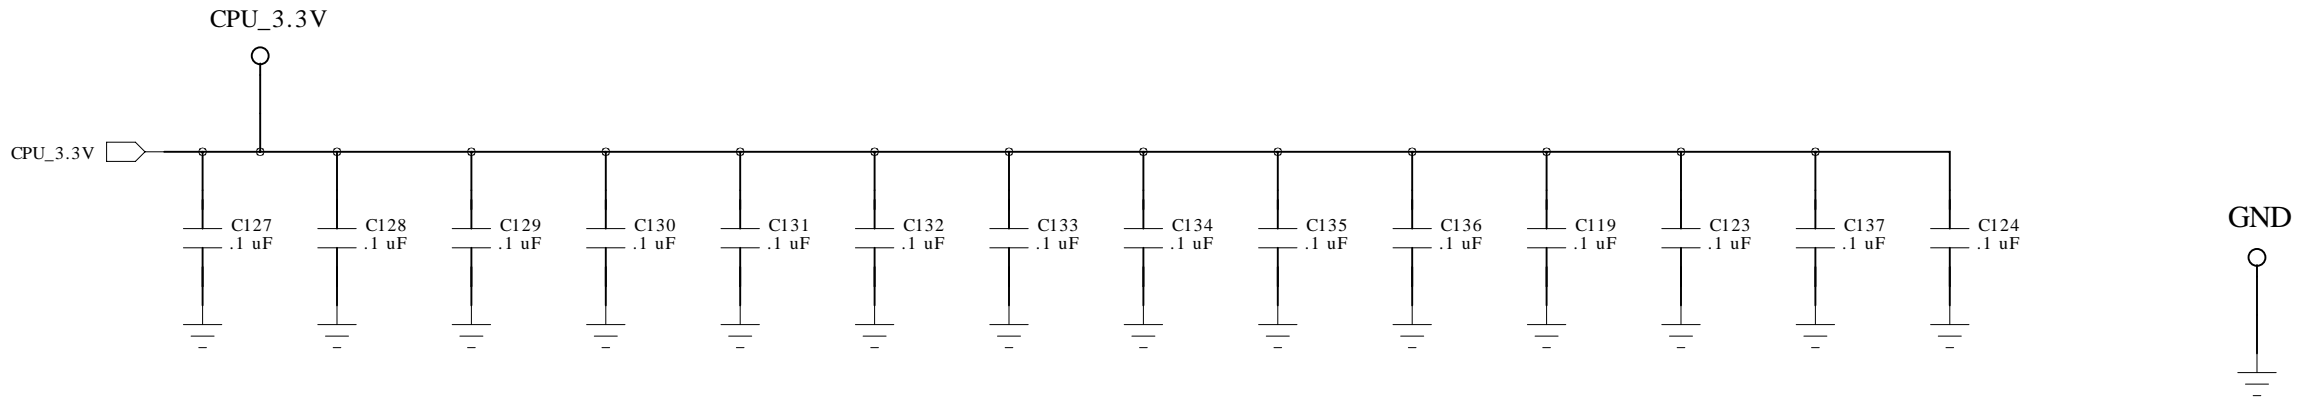 CPU_3.3V
CPU_3.3V
C127
.1 uF
C128
.1 uF
C129
.1 uF
C130
.1 uF
C131
.1 uF
C132
.1 uF
C133
.1 uF
C134
.1 uF
C135
.1 uF
C136
.1 uF
C119
.1 uF
C123
.1 uF
C137
.1 uF
C124
.1 uF
GND